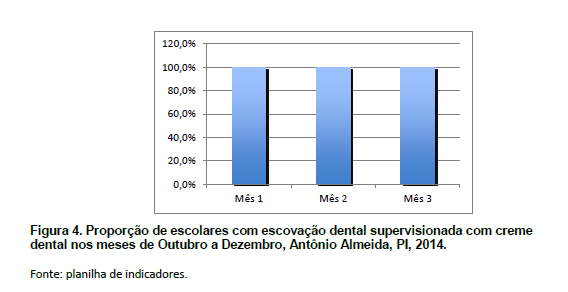 120,0%
100,0%
80,0%
60,0%
40,0%
20,0%
0,0%
Mês 1 Mês 2 Mês 3
Figura 4. Proporção de escolares com escovação dental supervisionada com creme
dental nos meses de Outubro a Dezembro, Antônio Almeida, PI, 2014.
Fonte: planilha de indicadores.